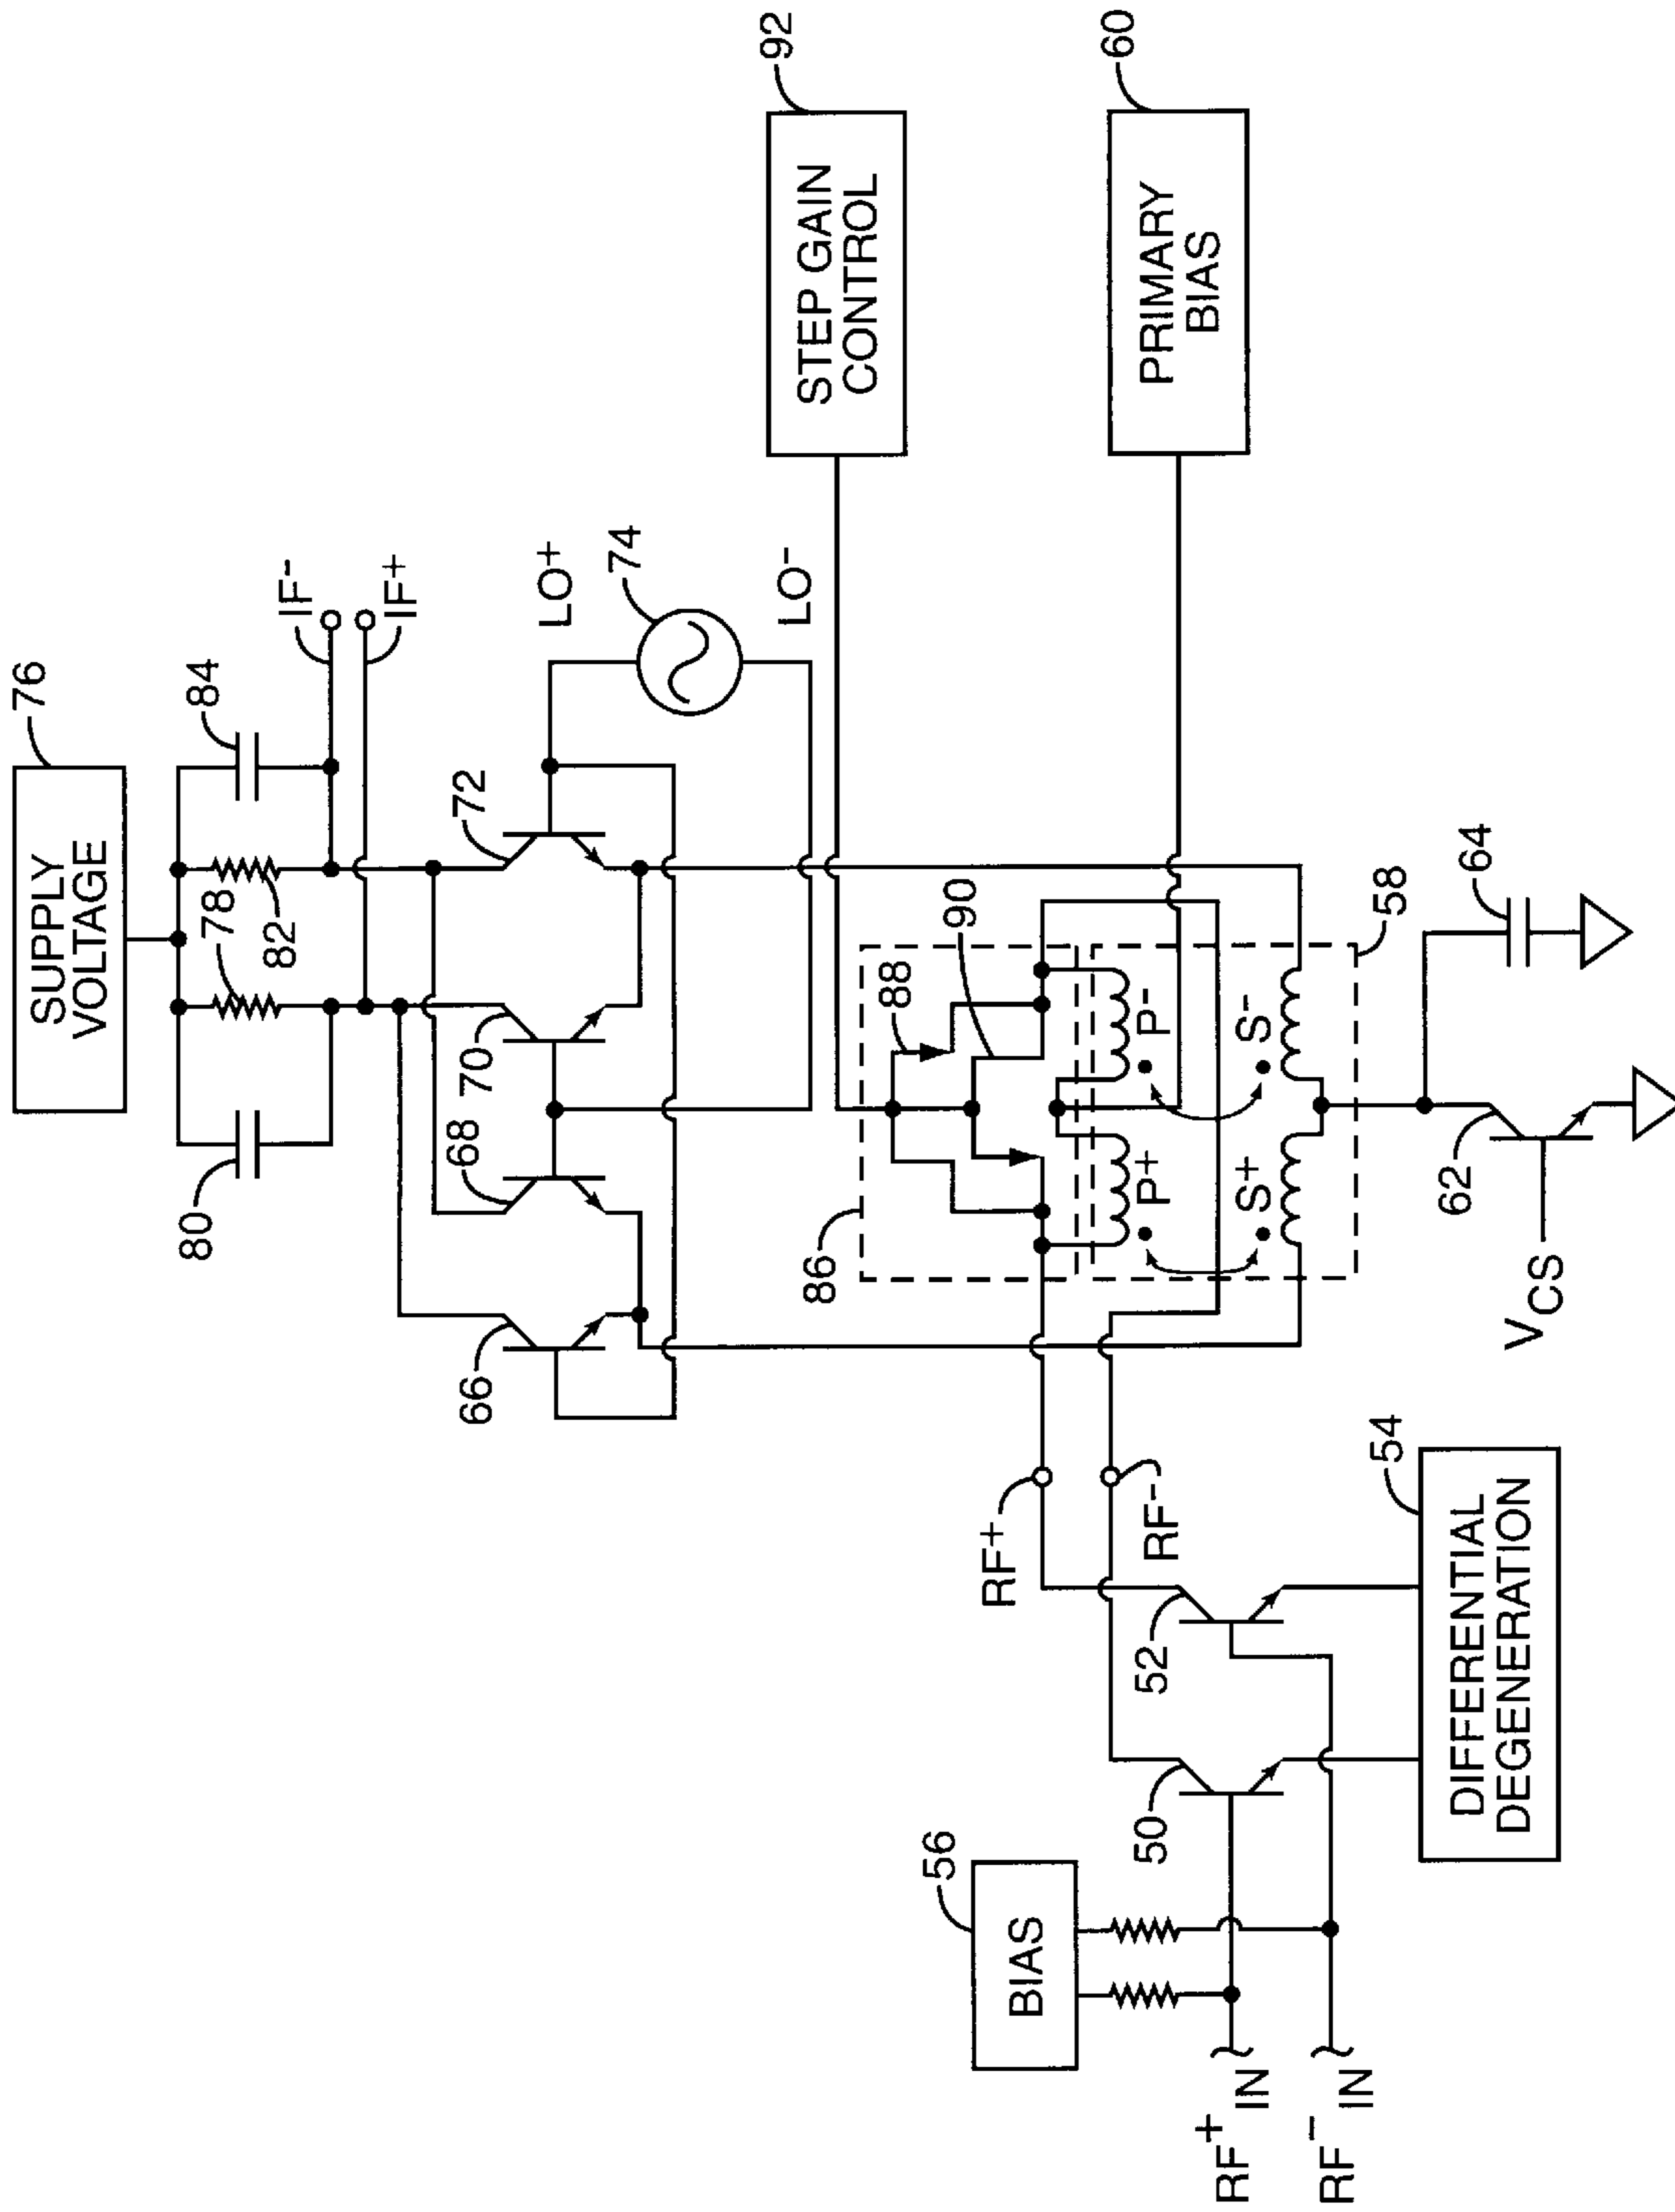 SUPPLY
VOLTAGE
76
80
78
82
84
IF-
IF+
66
68
70
72
LO+
74
LO-
STEP GAIN
CONTROL
92
86
88
90
PRIMARY
BIAS
60
P+
P-
S+
S-
58
RF+
RF-
BIAS
56
50
52
RF+ IN
RF- IN
DIFFERENTIAL
DEGENERATION
54
VCS
62
64